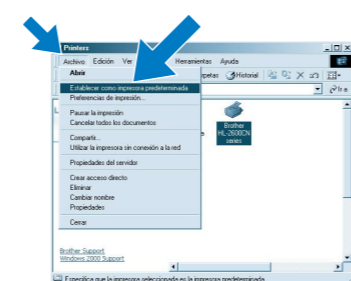 Printers
Archivo Edición Ver Herramientas Ayuda
Abrir
Historial
Establecer como impresora predeterminada
Preferencias de impresión...
Ir a
Pausar la impresión
Cancelar todos los documentos
Brother
HL-2600CN
series
Compartir...
Utilizar la impresora sin conexión a la red
Propiedades del servidor
Crear acceso directo
Eliminar
Cambiar nombre
Propiedades
Cerrar
Brother Support
Windows 2000 Support
Especifica que la impresora seleccionada es la impresora predeterminada.